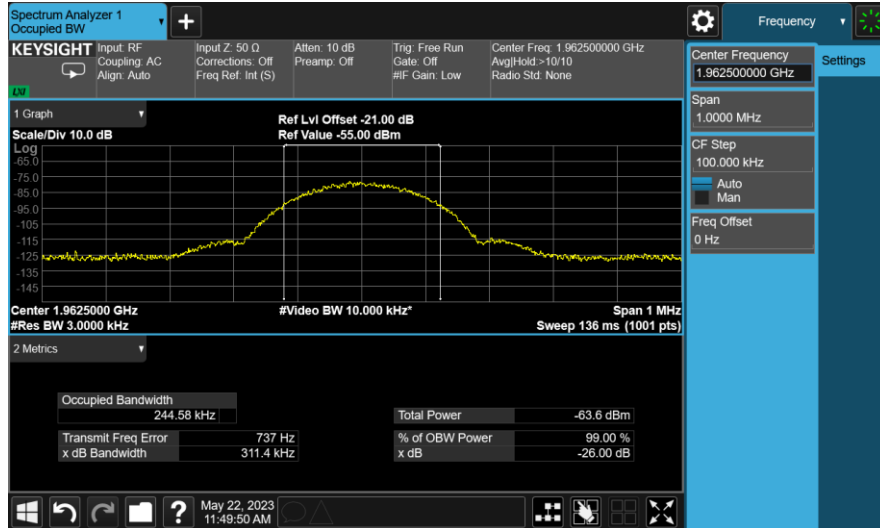 Spectrum Analyzer 1
Occupied BW
Frequency
KEYSIGHT
Input: RF
Coupling: AC
Align: Auto
Input Z: 50 Ω
Corrections: Off
Freq Ref: Int (S)
Atten: 10 dB
Preamp: Off
Trig: Free Run
Gate: Off
#IF Gain: Low
Center Freq: 1.962500000 GHz
Avg|Hold:>10/10
Radio Std: None
LXI
Center Frequency
1.962500000 GHz
Settings
Span
1.0000 MHz
CF Step
100.000 kHz
Auto
Man
Freq Offset
0 Hz
1 Graph
Scale/Div 10.0 dB
Ref Lvl Offset -21.00 dB
Ref Value -55.00 dBm
Log
-65.0
-75.0
-85.0
-95.0
-105
-115
-125
-135
-145
Center 1.9625000 GHz
#Video BW 10.000 kHz*
Span 1 MHz
#Res BW 3.0000 kHz
Sweep 136 ms (1001 pts)
2 Metrics
Occupied Bandwidth
244.58 kHz
Total Power -63.6 dBm
Transmit Freq Error 737 Hz
% of OBW Power 99.00 %
x dB Bandwidth 311.4 kHz
x dB -26.00 dB
?
May 22, 2023
11:49:50 AM